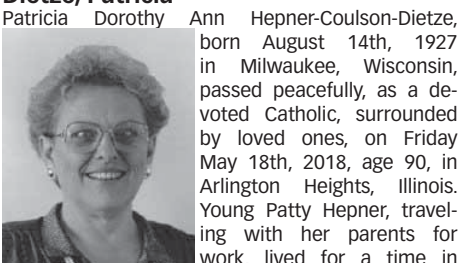 Dietze, Patricia
Patricia Dorothy Ann Hepner-Coulson-Dietze,
born August 14th, 1927
in Milwaukee, Wisconsin,
passed peacefully, as a de-
voted Catholic, surrounded
by loved ones, on Friday
May 18th, 2018, age 90, in
Arlington Heights, Illinois.
Young Patty Hepner, travel-
ing with her parents for
work, lived for a time in